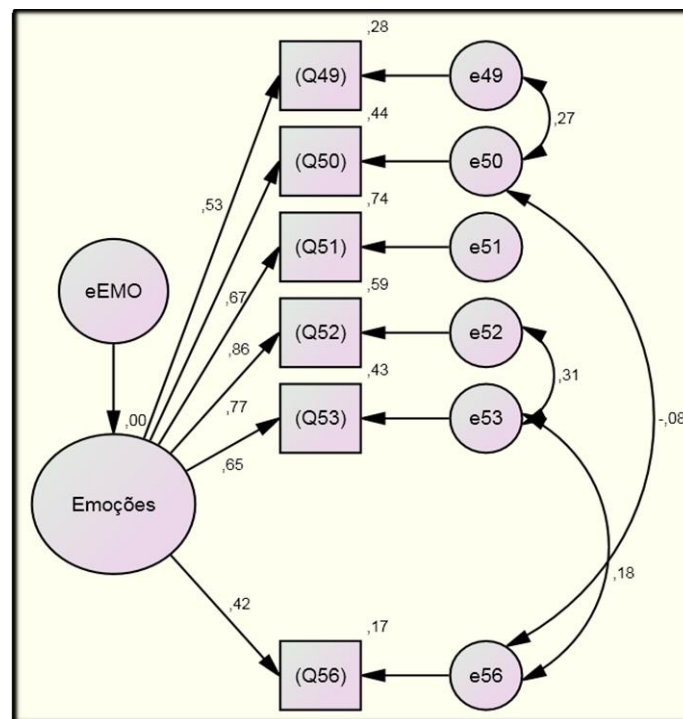 ,28
(Q49)
e49
,27
,44
(Q50)
e50
,53
,74
(Q51)
e51
eEMO
,67
,59
(Q52)
e52
,86
,43
,31
,77
(Q53)
e53
-,08
,00
,65
Emoções
,18
,42
,17
(Q56)
e56